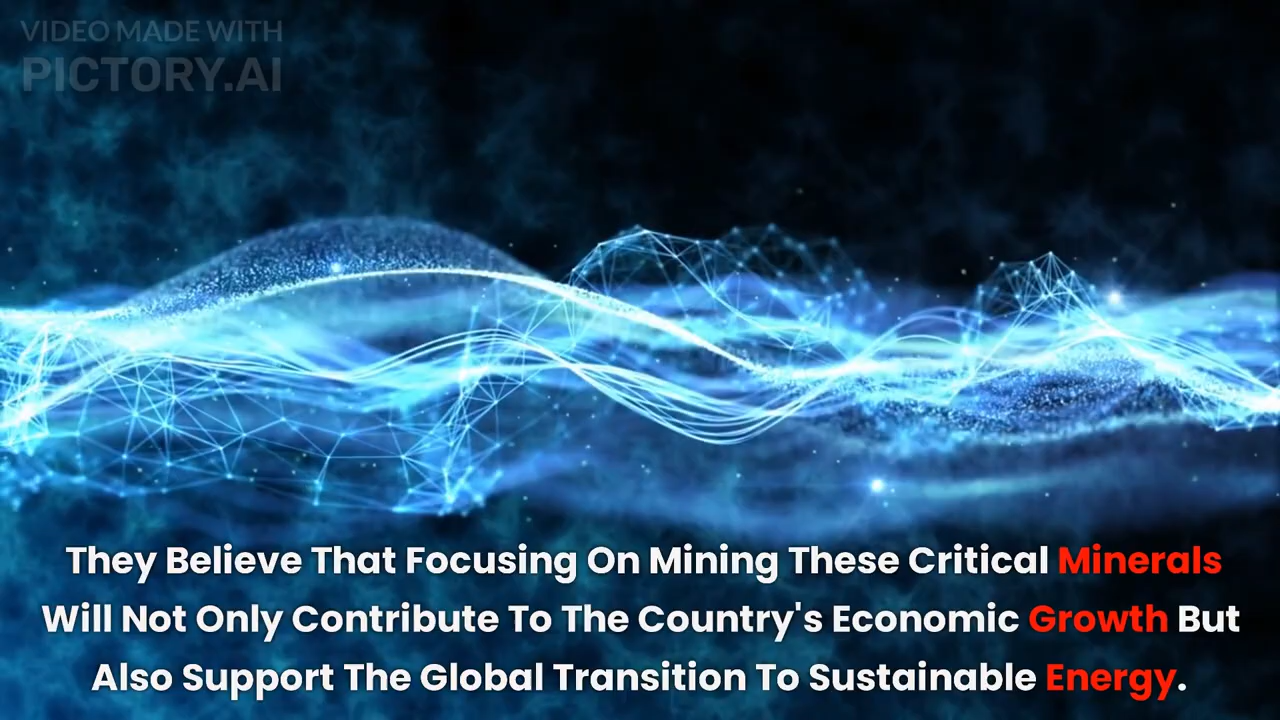 VIDEO MADE WITH
PICTORY.AI
They Believe That Focusing On Mining These Critical Minerals
Will Not Only Contribute To The Country's Economic Growth But
Also Support The Global Transition To Sustainable Energy.